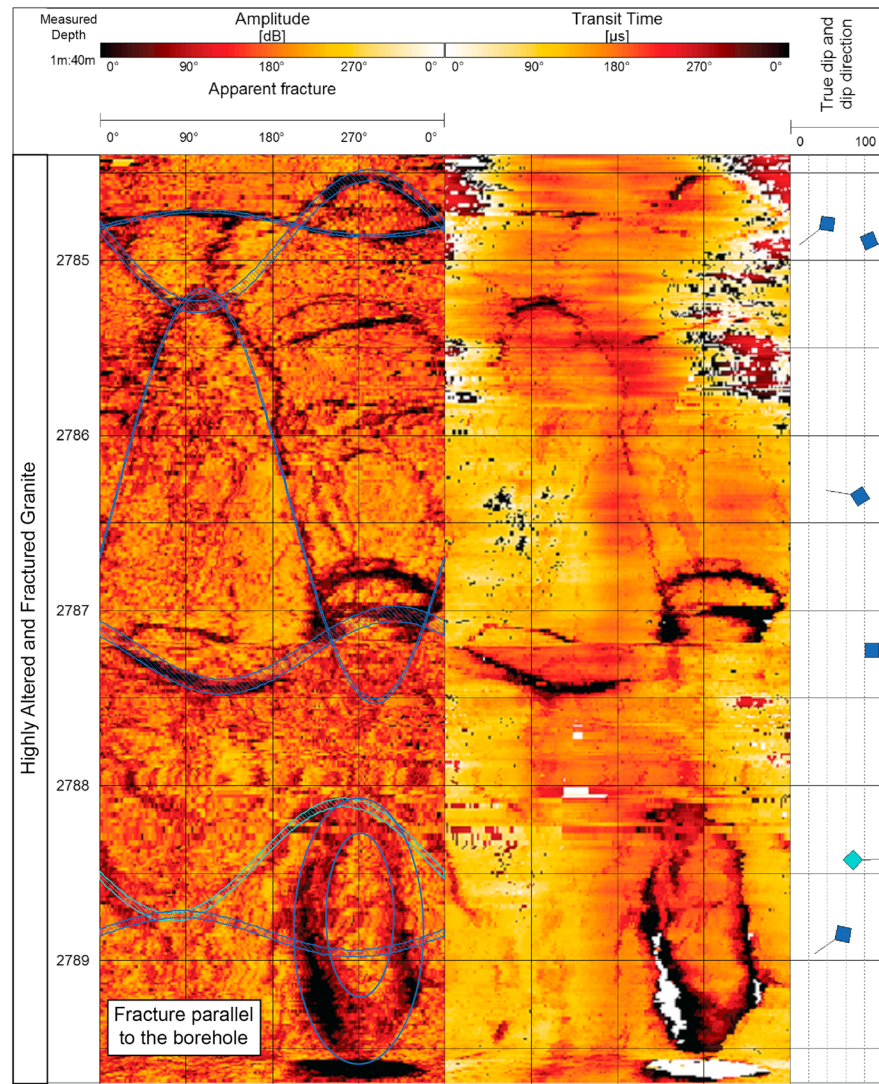 Measured
Depth
1m:40m
Amplitude
[dB]
0° 90° 180° 270° 0°
Transit Time
[µs]
0° 90° 180° 270° 0°
True dip and
dip direction
Apparent fracture
0° 90° 180° 270° 0°
0 100
Highly Altered and Fractured Granite
2785
2786
2787
2788
2789
Fracture parallel
to the borehole